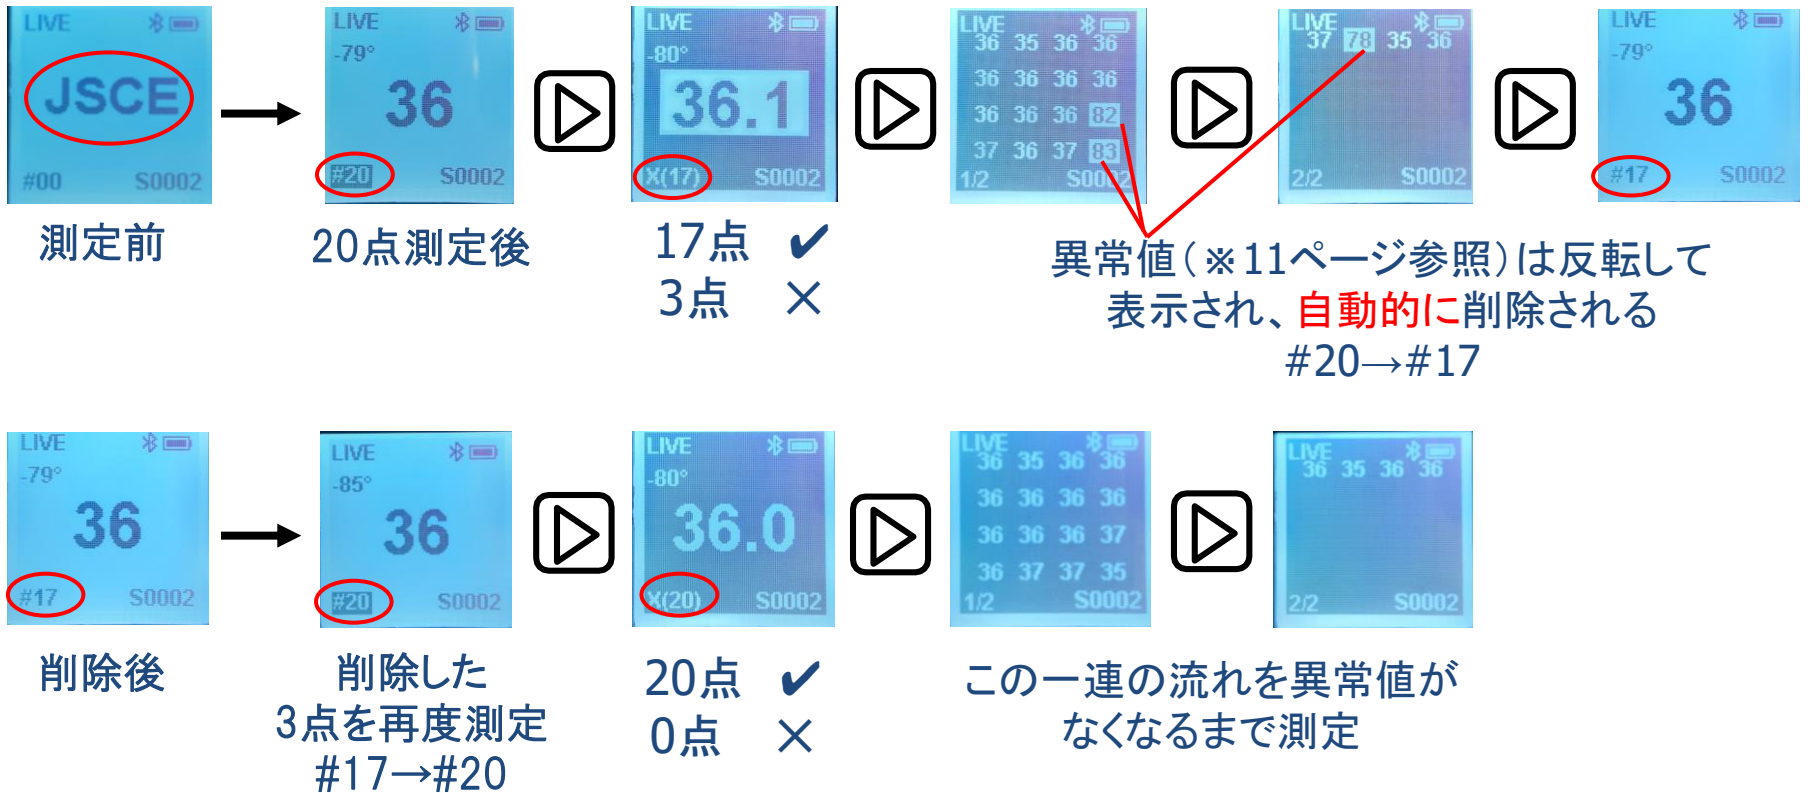 LIVE
JSCE
#00 S0002
測定前
LIVE
-79°
36
#20 S0002
20点測定後
LIVE
-80°
36.1
X(17) S0002
17点 ✔
3点 ×
LIVE
36 35 36 36
36 36 36 36
36 36 36 82
37 36 37 83
1/2 S0002
LIVE
37 78 35 36
2/2 S0002
LIVE
-79°
36
#17 S0002
異常値(※11ページ参照)は反転して
表示され、自動的に削除される
#20→#17
LIVE
-79°
36
#17 S0002
削除後
LIVE
-85°
36
#20 S0002
削除した
3点を再度測定
#17→#20
LIVE
-80°
36.0
X(20) S0002
20点 ✔
0点 ×
LIVE
36 35 36 36
36 36 36 36
36 36 36 37
36 37 37 35
1/2 S0002
LIVE
36 35 36 36
2/2 S0002
この一連の流れを異常値が
なくなるまで測定